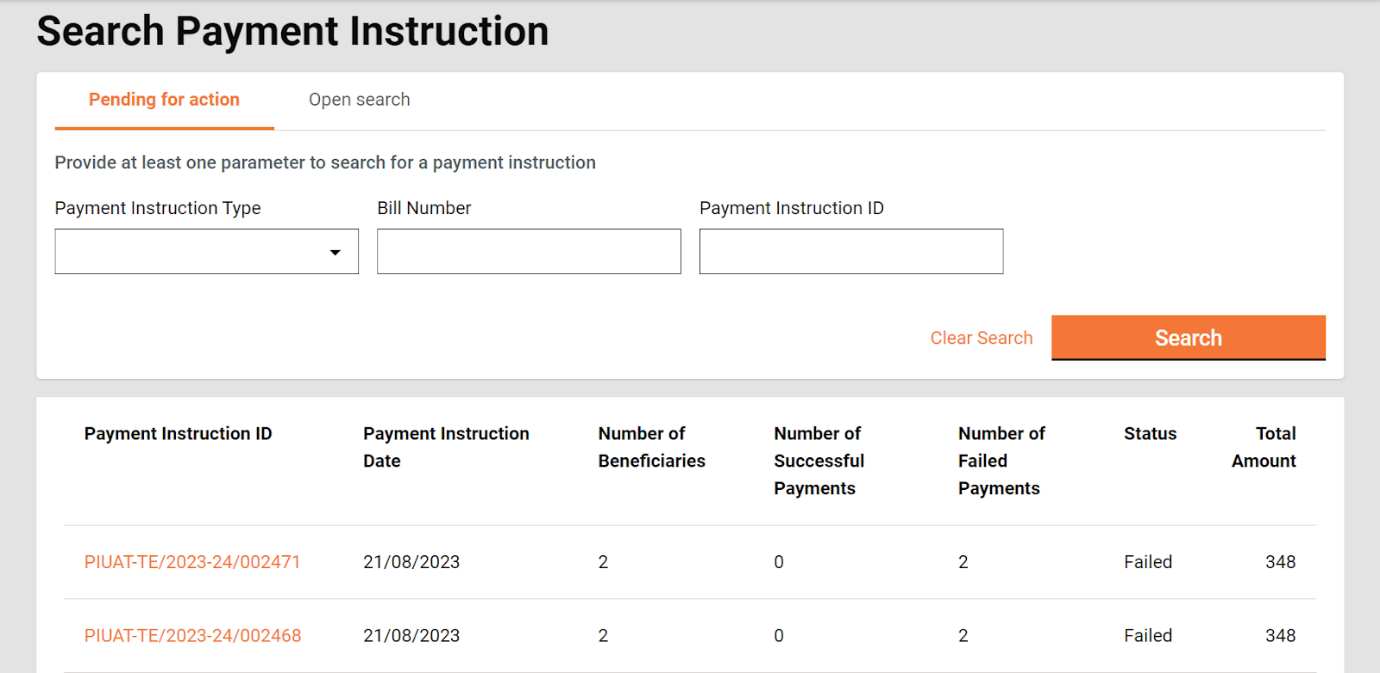 Search Payment Instruction
Pending for action Open search
Provide at least one parameter to search for a payment instruction
Payment Instruction Type Bill Number Payment Instruction ID
Clear Search Search
Payment Instruction ID Payment Instruction Number of Number of Number of Status Total
Date Beneficiaries Successful Failed Amount
Payments Payments
PIUAT-TE/2023-24/002471 21/08/2023 2 0 2 Failed 348
PIUAT-TE/2023-24/002468 21/08/2023 2 0 2 Failed 348